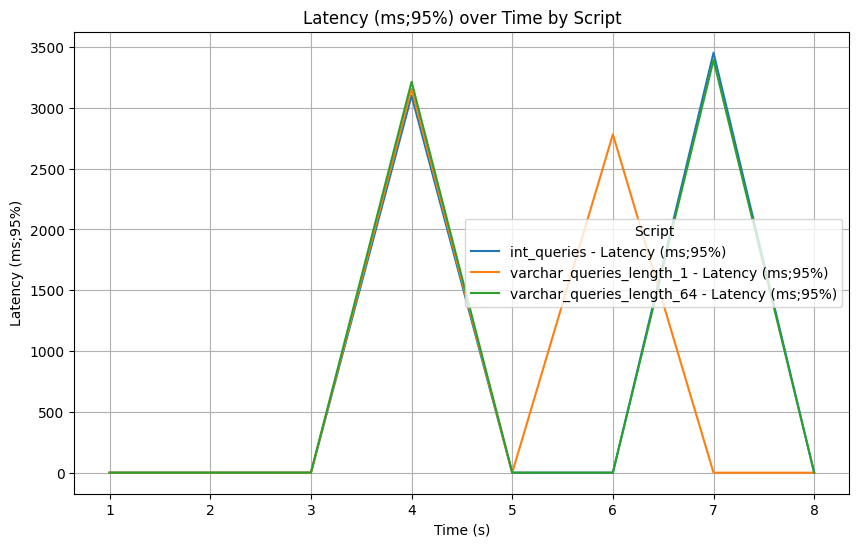 Latency (ms;95%) over Time by Script
Latency (ms;95%)
3500
3000
2500
2000
1500
1000
500
0
Script
int_queries - Latency (ms;95%)
varchar_queries_length_1 - Latency (ms;95%)
varchar_queries_length_64 - Latency (ms;95%)
1 2 3 4 5 6 7 8
Time (s)